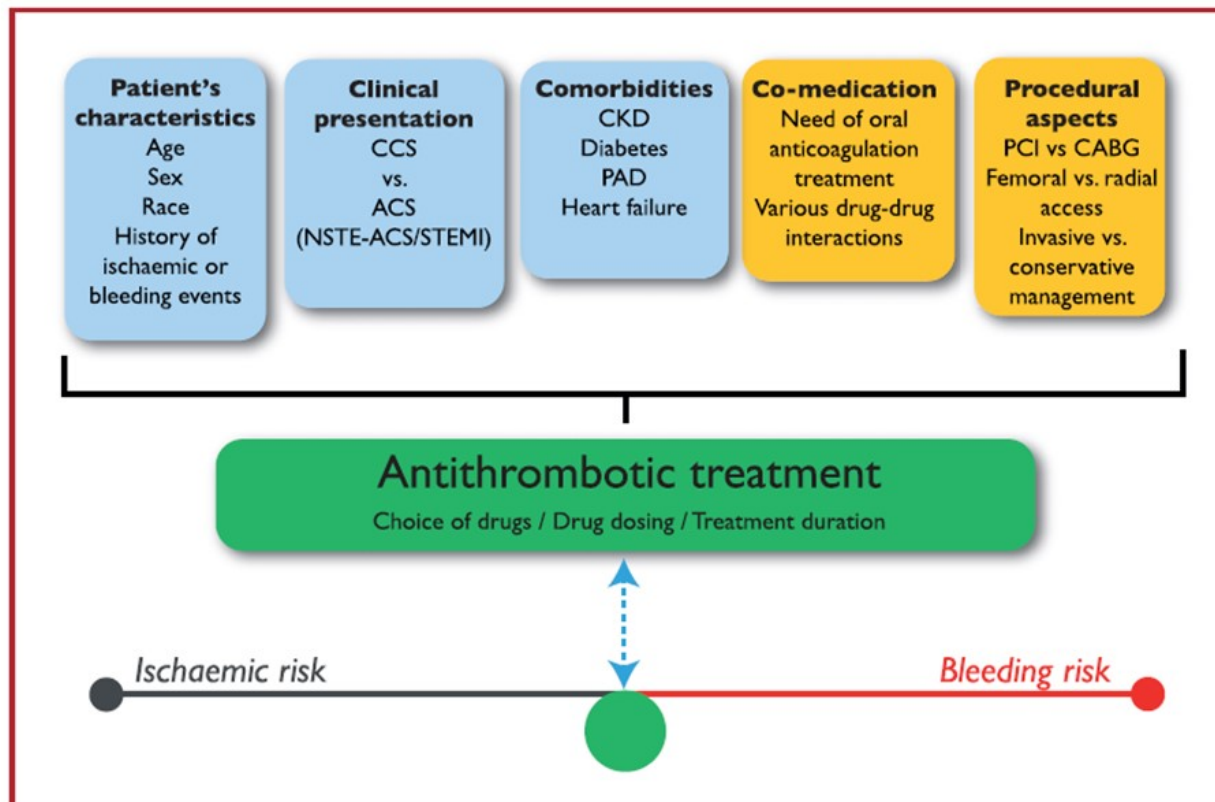 Patient's
characteristics
Age
Sex
Race
History of
ischaemic or
bleeding events
Clinical
presentation
CCS
vs.
ACS
(NSTE-ACS/STEMI)
Comorbidities
CKD
Diabetes
PAD
Heart failure
Co-medication
Need of oral
anticoagulation
treatment
Various drug-drug
interactions
Procedural
aspects
PCI vs CABG
Femoral vs. radial
access
Invasive vs.
conservative
management
Antithrombotic treatment
Choice of drugs / Drug dosing / Treatment duration
Ischaemic risk
Bleeding risk